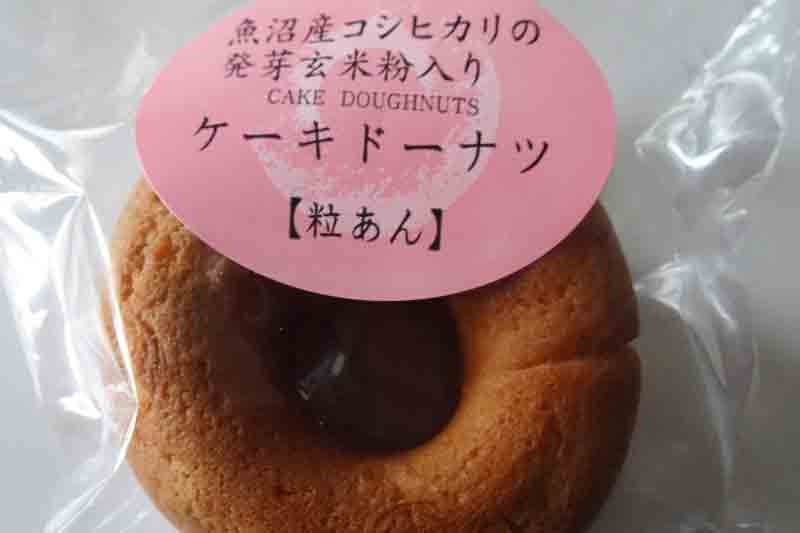 魚沼産コシヒカリの
発芽玄米粉入り
CAKE DOUGHNUTS
ケーキドーナツ
【粒あん】